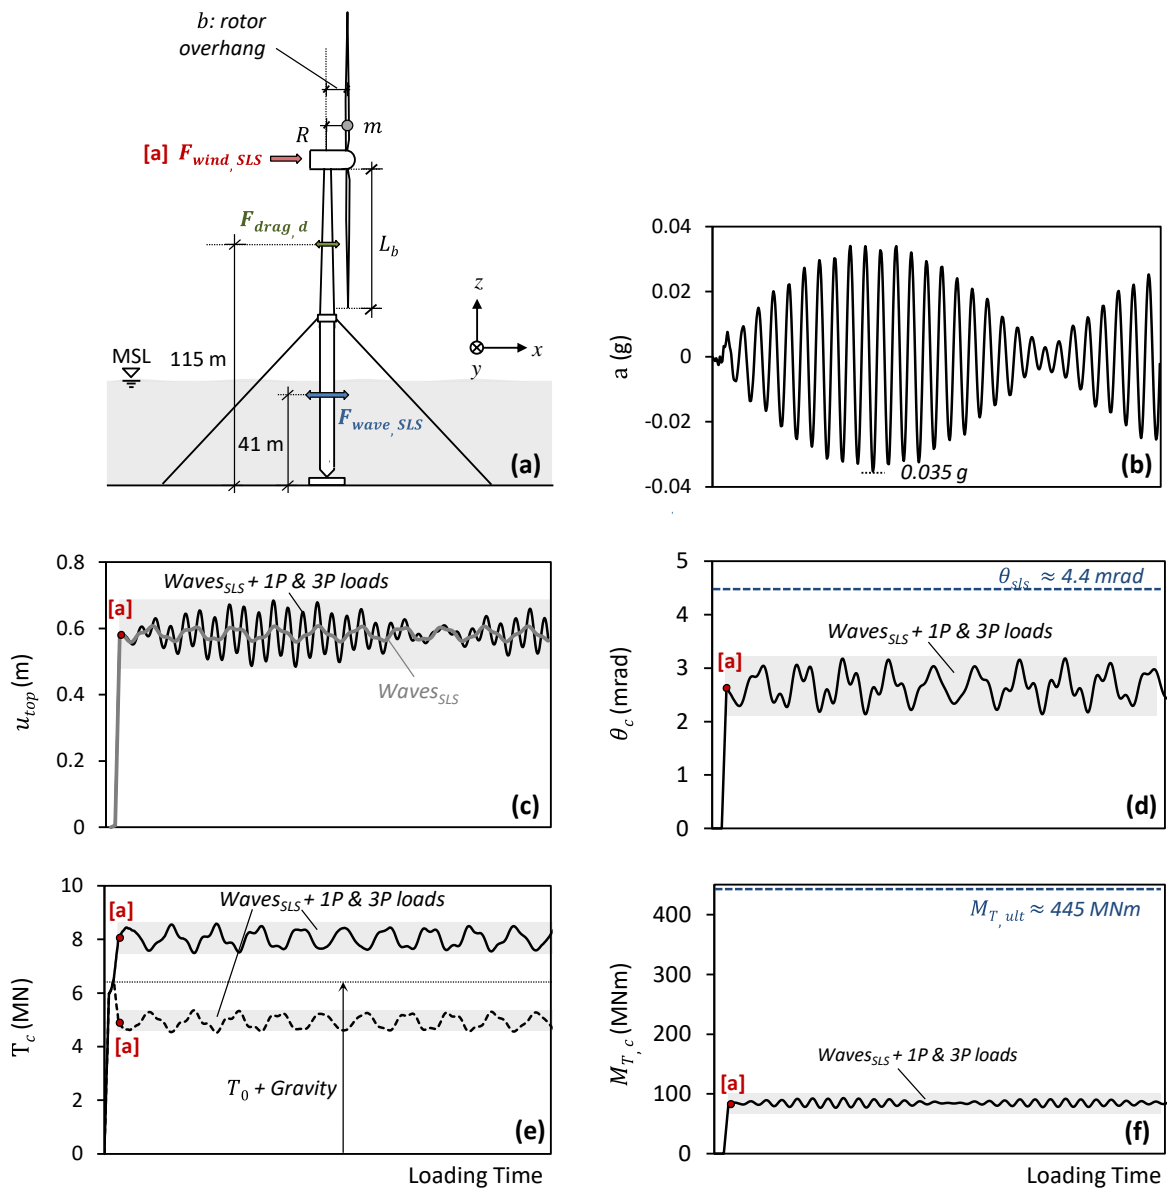 (a)
b: rotor
overhang
R
m
[a] F_wind, SLS
F_drag, d
L_b
z
x
y
MSL
115 m
41 m
F_wave, SLS
(a)
a (g)
0.04
0.02
0
-0.02
-0.04
0.035 g
(b)
u_top (m)
0.8
0.6
0.4
0.2
0
[a]
Waves_SLS + 1P & 3P loads
Waves_SLS
(c)
θ_c (mrad)
5
4
3
2
1
0
θ_sls ≈ 4.4 mrad
Waves_SLS + 1P & 3P loads
[a]
(d)
T_c (MN)
10
8
6
4
2
0
Waves_SLS + 1P & 3P loads
[a]
[a]
T_0 + Gravity
(e)
Loading Time
M_T, c (MNm)
400
300
200
100
0
M_T, ult ≈ 445 MNm
Waves_SLS + 1P & 3P loads
[a]
(f)
Loading Time